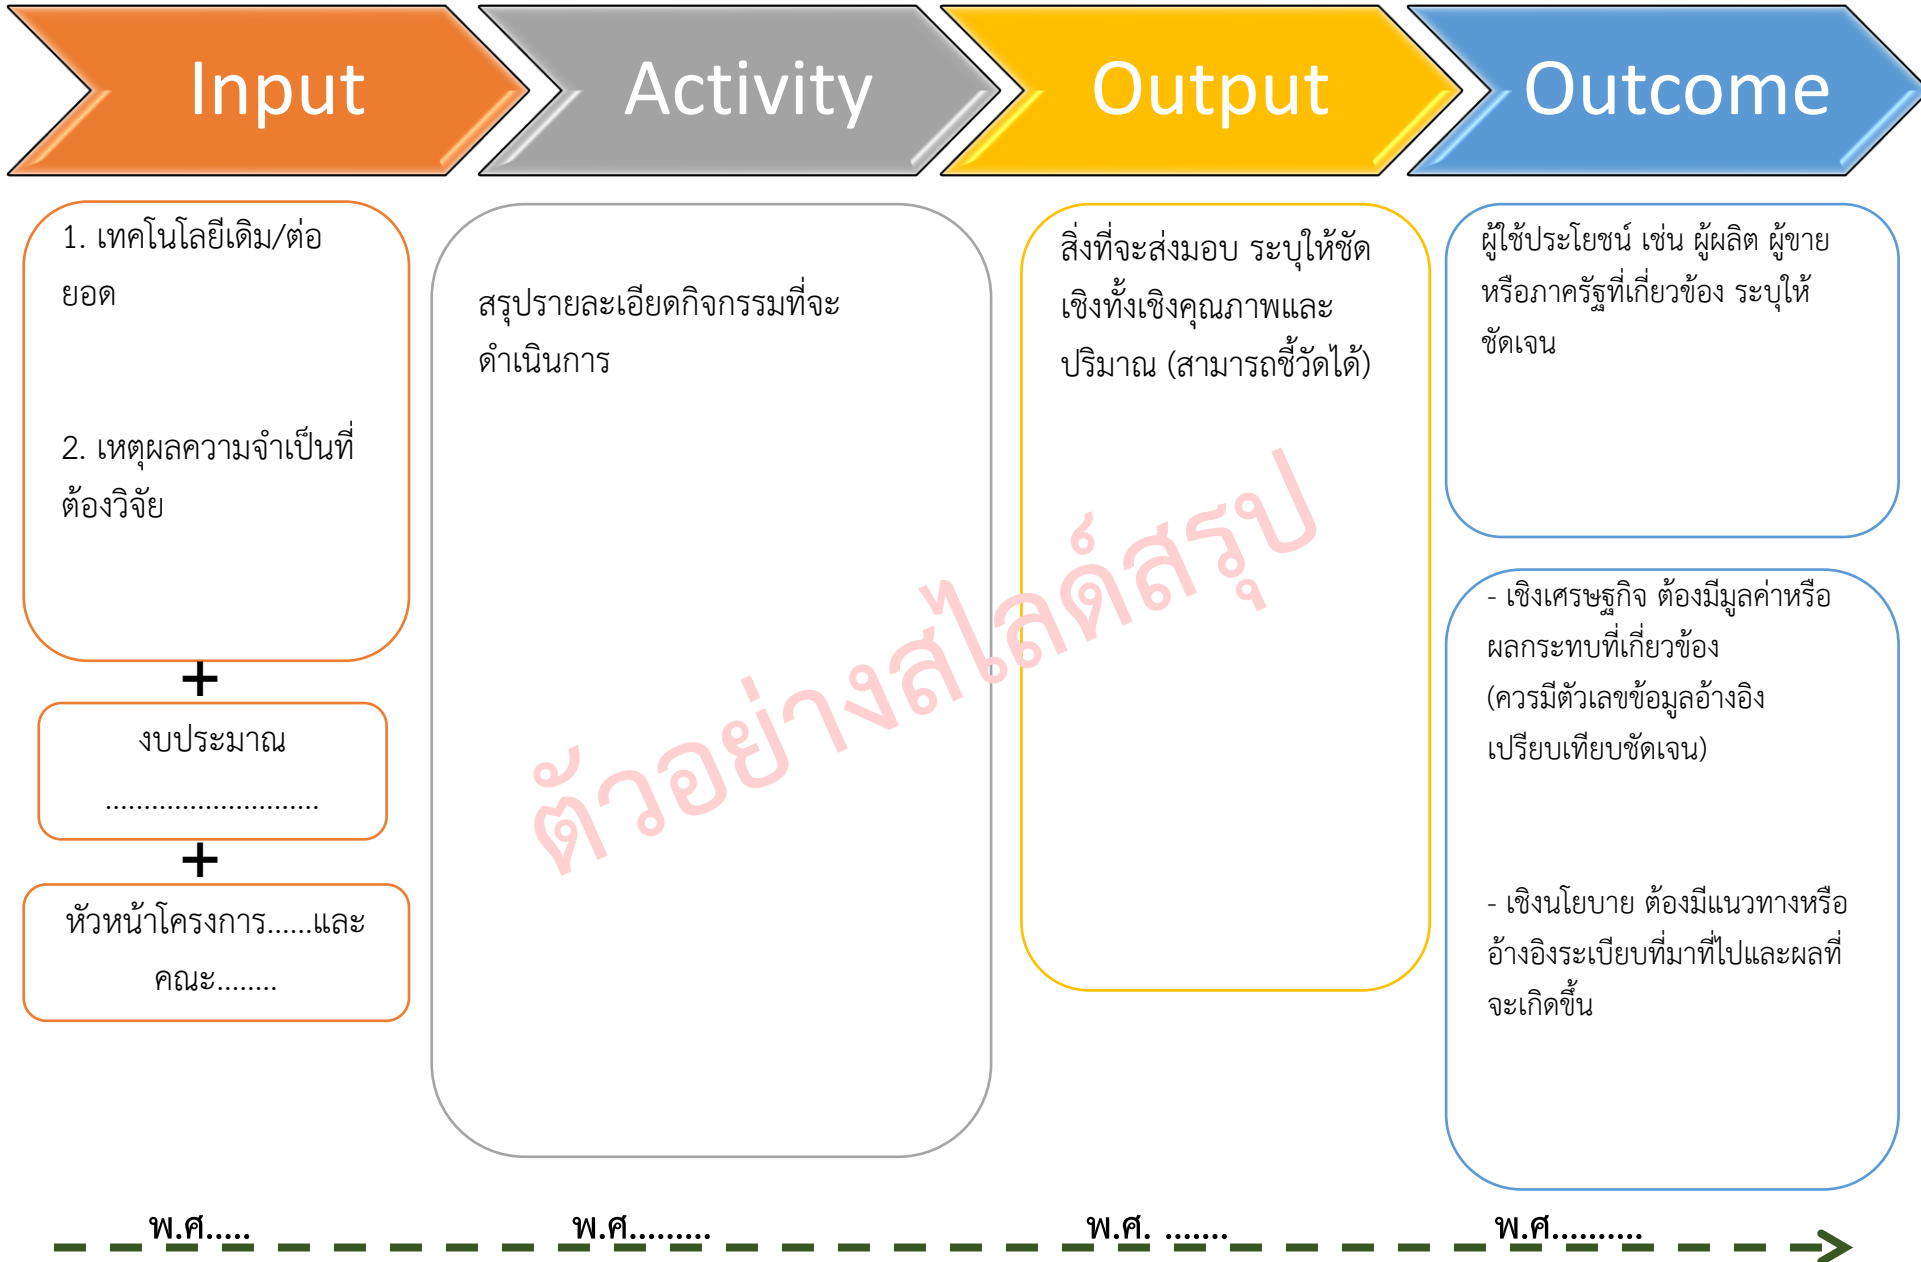 Input
Activity
Output
Outcome
1. เทคโนโลยีเดิม/ต่อ
ยอด
2. เหตุผลความจำเป็นที่
ต้องวิจัย
+
งบประมาณ
............................
+
หัวหน้าโครงการ......และ
คณะ........
สรุปรายละเอียดกิจกรรมที่จะ
ดำเนินการ
สิ่งที่จะส่งมอบ ระบุให้ชัด
เชิงทั้งเชิงคุณภาพและ
ปริมาณ (สามารถชี้วัดได้)
ผู้ใช้ประโยชน์ เช่น ผู้ผลิต ผู้ขาย
หรือภาครัฐที่เกี่ยวข้อง ระบุให้
ชัดเจน
- เชิงเศรษฐกิจ ต้องมีมูลค่าหรือ
ผลกระทบที่เกี่ยวข้อง
(ควรมีตัวเลขข้อมูลอ้างอิง
เปรียบเทียบชัดเจน)
- เชิงนโยบาย ต้องมีแนวทางหรือ
อ้างอิงระเบียบที่มาที่ไปและผลที่
จะเกิดขึ้น
ตัวอย่างสไลด์สรุป
พ.ศ.....
พ.ศ.........
พ.ศ. .......
พ.ศ..........